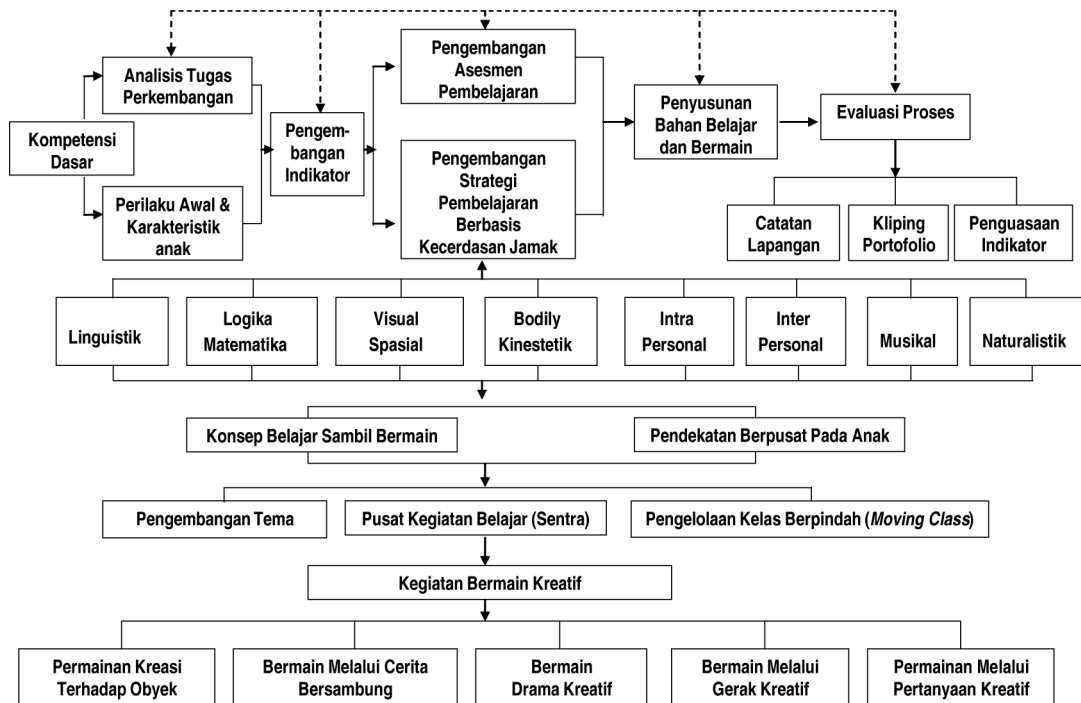 Analisis Tugas
Perkembangan
Kompetensi
Dasar
Perilaku Awal &
Karakteristik
anak
Pengem-
bangan
Indikator
Pengembangan
Asesmen
Pembelajaran
Pengembangan
Strategi
Pembelajaran
Berbasis
Kecerdasan Jamak
Penyusunan
Bahan Belajar
dan Bermain
Evaluasi Proses
Catatan
Lapangan
Kliping
Portofolio
Penguasaan
Indikator
Linguistik
Logika
Matematika
Visual
Spasial
Bodily
Kinestetik
Intra
Personal
Inter
Personal
Musikal
Naturalistik
Konsep Belajar Sambil Bermain
Pendekatan Berpusat Pada Anak
Pengembangan Tema
Pusat Kegiatan Belajar (Sentra)
Pengelolaan Kelas Berpindah (Moving Class)
Kegiatan Bermain Kreatif
Permainan Kreasi
Terhadap Obyek
Bermain Melalui Cerita
Bersambung
Bermain
Drama Kreatif
Bermain Melalui
Gerak Kreatif
Permainan Melalui
Pertanyaan Kreatif